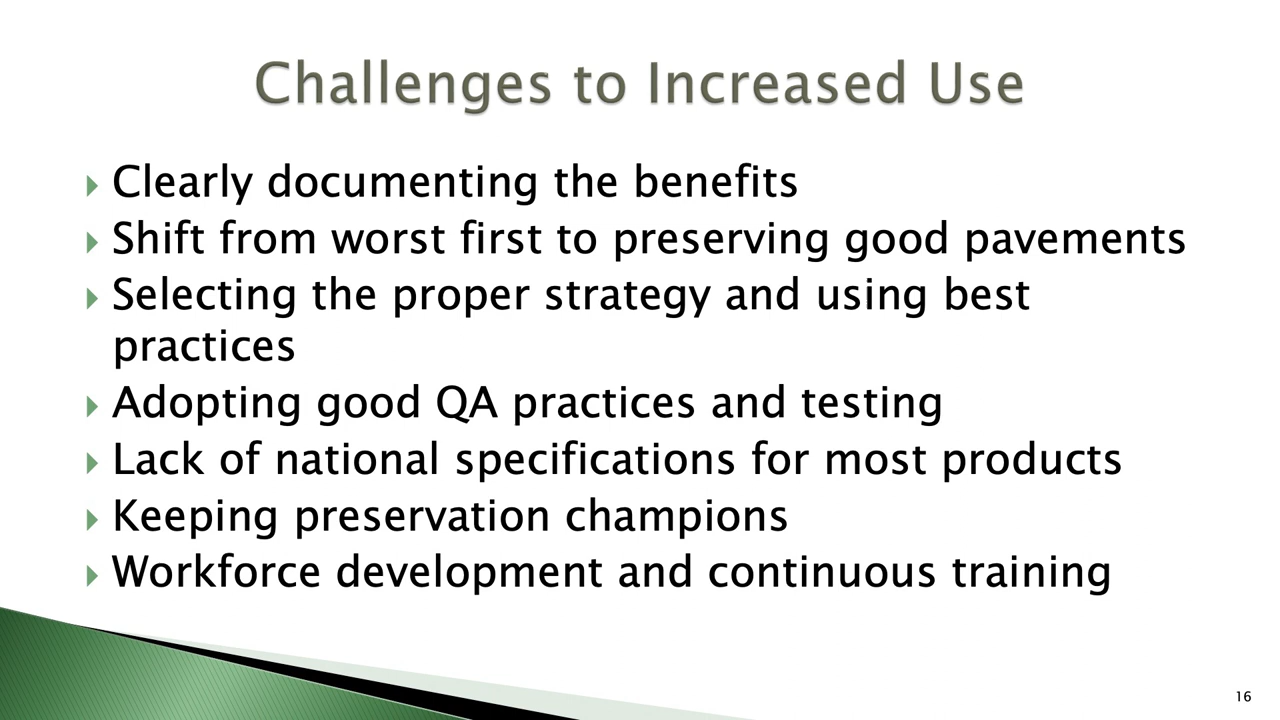 Challenges to Increased Use
Clearly documenting the benefits
Shift from worst first to preserving good pavements
Selecting the proper strategy and using best
practices
Adopting good QA practices and testing
Lack of national specifications for most products
Keeping preservation champions
Workforce development and continuous training
16